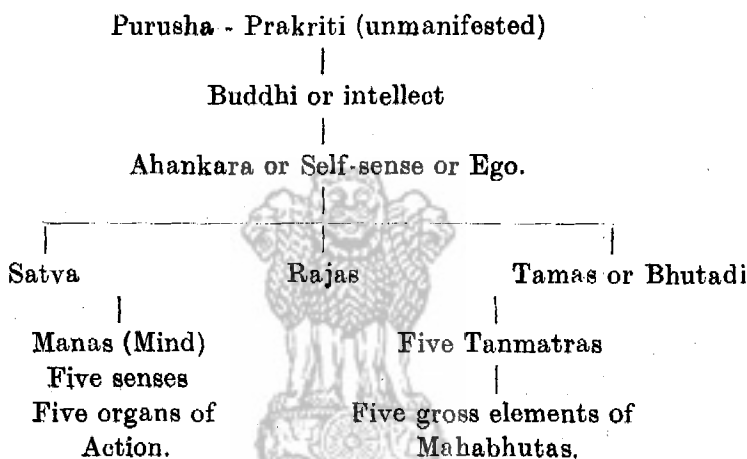 Purusha - Prakriti (unmanifested)
Buddhi or intellect
Ahankara or Self-sense or Ego.
Satva Rajas Tamas or Bhutadi
Manas (Mind) Five Tanmatras
Five senses
Five organs of Five gross elements of
Action. Mahabhutas.